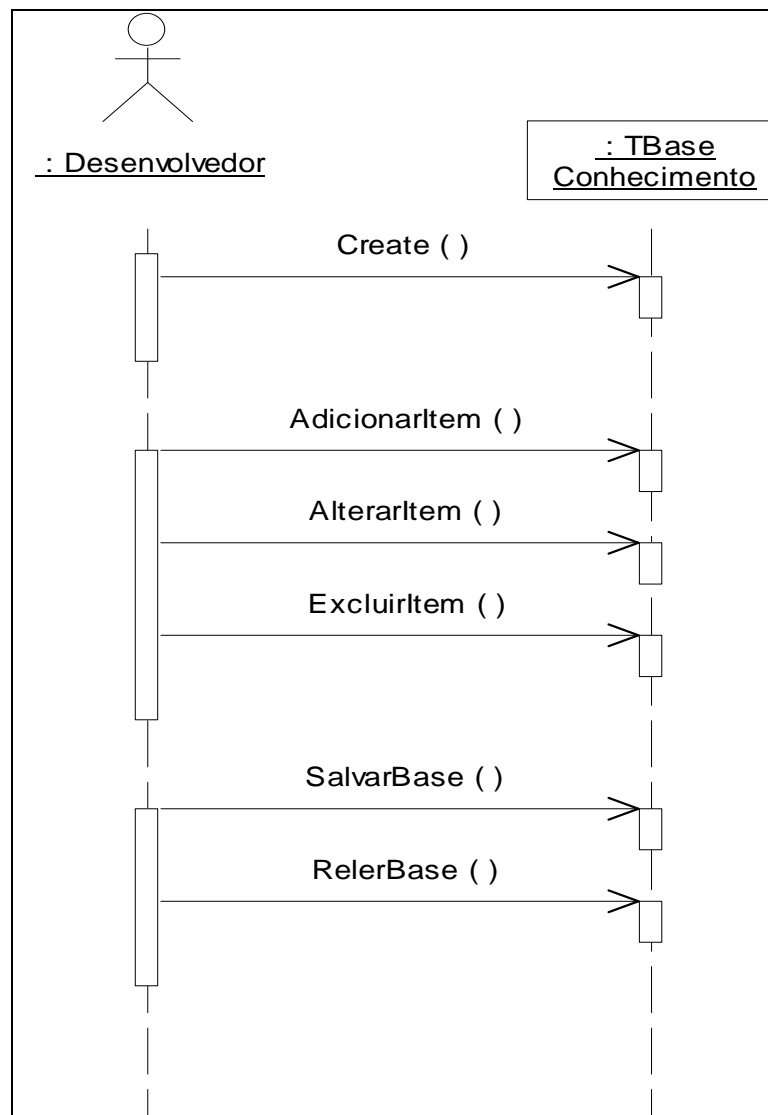 : Desenvolvedor
: TBase
Conhecimento
Create ( )
AdicionarItem ( )
AlterarItem ( )
ExcluirItem ( )
SalvarBase ( )
RelerBase ( )